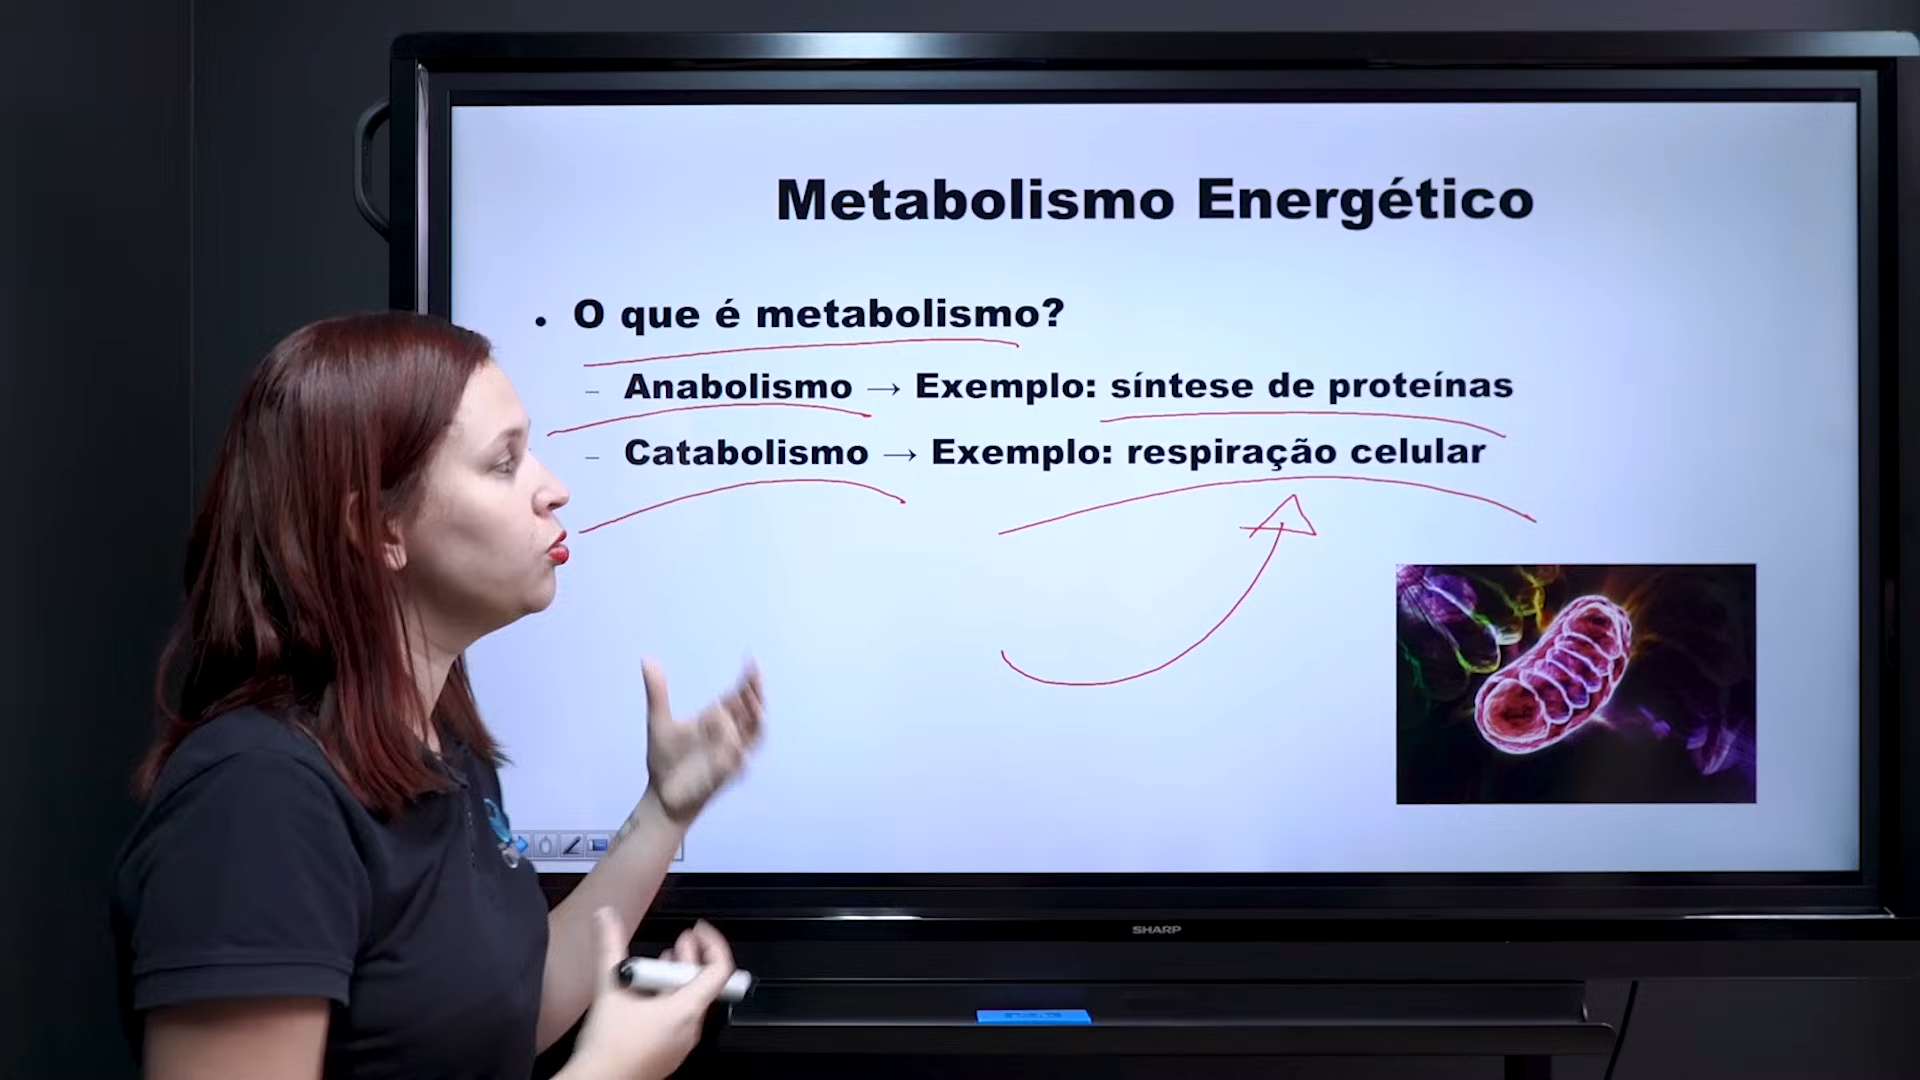 Metabolismo Energético
• O que é metabolismo?
– Anabolismo → Exemplo: síntese de proteínas
– Catabolismo → Exemplo: respiração celular
SHARP